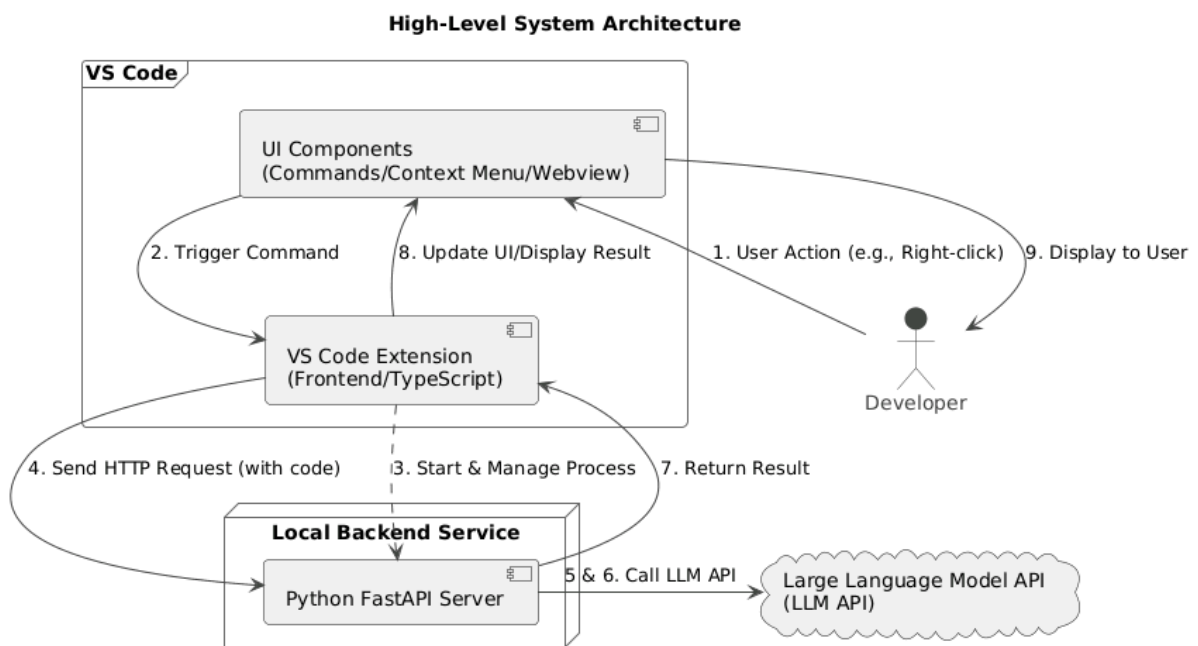 High-Level System Architecture
VS Code
UI Components
(Commands/Context Menu/Webview)
2. Trigger Command
8. Update UI/Display Result
1. User Action (e.g., Right-click)
9. Display to User
VS Code Extension
(Frontend/TypeScript)
Developer
4. Send HTTP Request (with code)
3. Start & Manage Process
7. Return Result
Local Backend Service
Python FastAPI Server
5 & 6. Call LLM API
Large Language Model API
(LLM API)